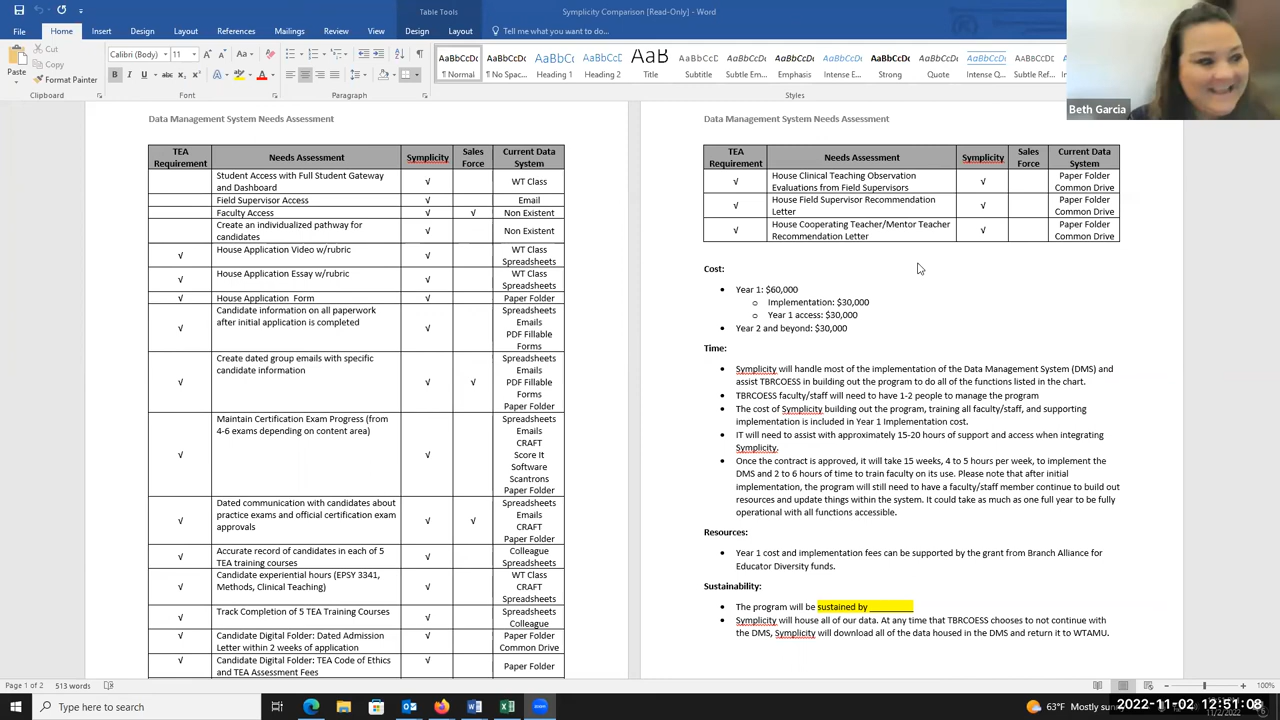 Table Tools
Symplicity Comparison [Read-Only] - Word
File Home Insert Draw Design Layout References Mailings Review View Design Layout Tell me what you want to do...
Paste
Cut
Copy
Format Painter
Clipboard
Calibri (Body) 11
Font
Paragraph
AaBbCcDc AaBbCcDc AaBbCc AaBbCcC AaB AaBbCcC AaBbCcDc AaBbCcDc AaBbCcDc AaBbCcDc AaBbCcDc AaBbCcDc
¶ Normal ¶ No Spac... Heading 1 Heading 2 Title Subtitle Subtle Em... Emphasis Intense E... Strong Quote Intense Q... Subtle Ref...
Styles
Beth Garcia
Data Management System Needs Assessment
TEA Requirement Needs Assessment Symplicity Sales Force Current Data System
Student Access with Full Student Gateway
and Dashboard √ WT Class
Field Supervisor Access √ Email
Faculty Access √ √ Non Existent
Create an individualized pathway for
candidates √ Non Existent
√ House Application Video w/rubric √ WT Class
Spreadsheets
√ House Application Essay w/rubric √ WT Class
Spreadsheets
√ House Application Form √ Paper Folder
√ Candidate information on all paperwork √ Spreadsheets
after initial application is completed Emails
PDF Fillable
Forms
√ Create dated group emails with specific √ √ Spreadsheets
candidate information Emails
PDF Fillable
Forms
Paper Folder
√ Maintain Certification Exam Progress (from √ Spreadsheets
4-6 exams depending on content area) Emails
CRAFT
Score It
Software
Scantrons
Paper Folder
√ Dated communication with candidates about √ √ Spreadsheets
practice exams and official certification exam Emails
approvals CRAFT
Paper Folder
√ Accurate record of candidates in each of 5 √ Colleague
TEA training courses Spreadsheets
√ Candidate experiential hours (EPSY 3341, √ WT Class
Methods, Clinical Teaching) CRAFT
Spreadsheets
√ Track Completion of 5 TEA Training Courses √ Spreadsheets
Colleague
√ Candidate Digital Folder: Dated Admission √ Paper Folder
Letter within 2 weeks of application Common Drive
√ Candidate Digital Folder: TEA Code of Ethics √ Paper Folder
and TEA Assessment Fees
Data Management System Needs Assessment
TEA Requirement Needs Assessment Symplicity Sales Force Current Data System
√ House Clinical Teaching Observation √ Paper Folder
Evaluations from Field Supervisors Common Drive
√ House Field Supervisor Recommendation √ Paper Folder
Letter Common Drive
√ House Cooperating Teacher/Mentor Teacher √ Paper Folder
Recommendation Letter Common Drive
Cost:
• Year 1: $60,000
o Implementation: $30,000
o Year 1 access: $30,000
• Year 2 and beyond: $30,000
Time:
• Symplicity will handle most of the implementation of the Data Management System (DMS) and
assist TBRCOESS in building out the program to do all of the functions listed in the chart.
• TBRCOESS faculty/staff will need to have 1-2 people to manage the program
• The cost of Symplicity building out the program, training all faculty/staff, and supporting
implementation is included in Year 1 Implementation cost.
• IT will need to assist with approximately 15-20 hours of support and access when integrating
Symplicity.
• Once the contract is approved, it will take 15 weeks, 4 to 5 hours per week, to implement the
DMS and 2 to 6 hours of time to train faculty on its use. Please note that after initial
implementation, the program will still need to have a faculty/staff member continue to build out
resources and update things within the system. It could take as much as one full year to be fully
operational with all functions accessible.
Resources:
• Year 1 cost and implementation fees can be supported by the grant from Branch Alliance for
Educator Diversity funds.
Sustainability:
• The program will be sustained by ________
• Symplicity will house all of our data. At any time that TBRCOESS chooses to not continue with
the DMS, Symplicity will download all of the data housed in the DMS and return it to WTAMU.
Page 1 of 2 513 words 100%
Type here to search
63°F Mostly sunny
2022-11-02 12:51:08
11/2/2022